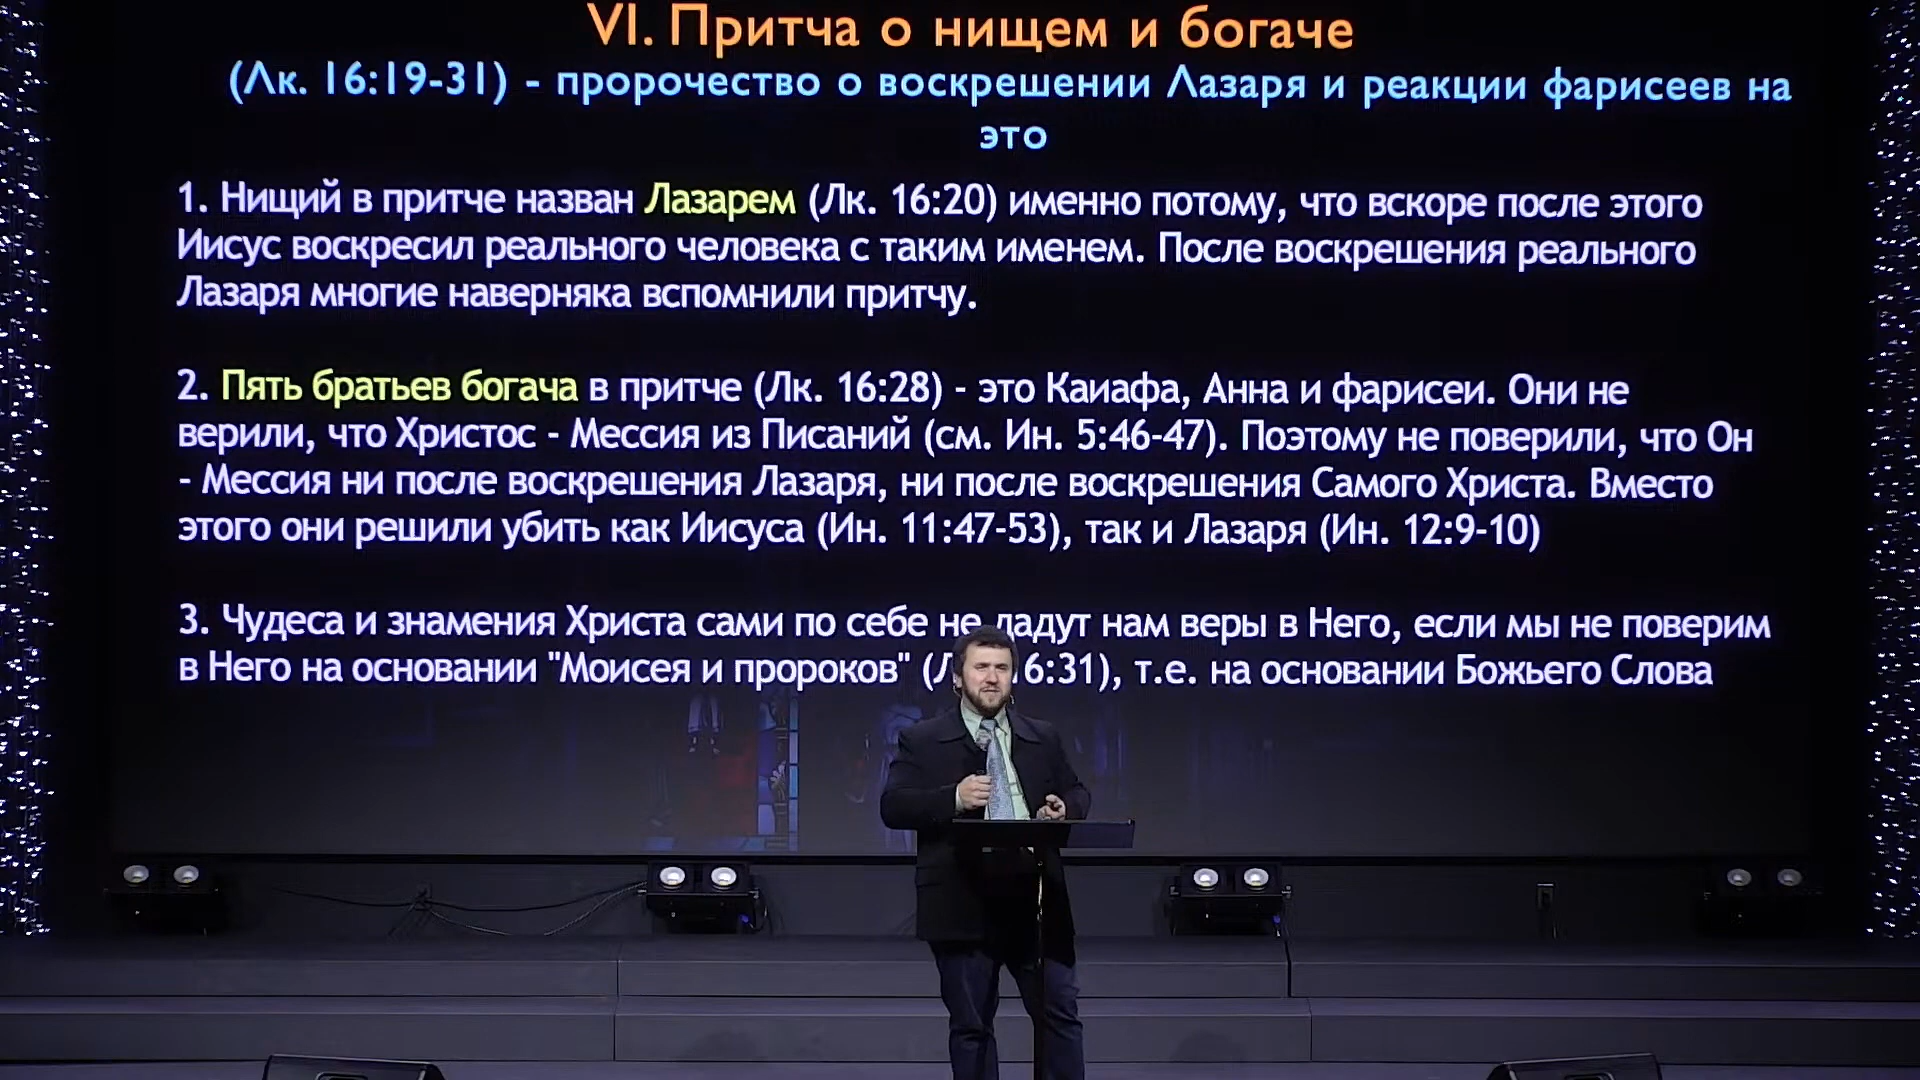 VI. Притча о нищем и богаче
(Лк. 16:19-31) - пророчество о воскрешении Лазаря и реакции фарисеев на
это
1. Нищий в притче назван Лазарем (Лк. 16:20) именно потому, что вскоре после этого
Иисус воскресил реального человека с таким именем. После воскрешения реального
Лазаря многие наверняка вспомнили притчу.
2. Пять братьев богача в притче (Лк. 16:28) - это Каиафа, Анна и фарисеи. Они не
верили, что Христос - Мессия из Писаний (см. Ин. 5:46-47). Поэтому не поверили, что Он
- Мессия ни после воскрешения Лазаря, ни после воскрешения Самого Христа. Вместо
этого они решили убить как Иисуса (Ин. 11:47-53), так и Лазаря (Ин. 12:9-10)
3. Чудеса и знамения Христа сами по себе не дадут нам веры в Него, если мы не поверим
в Него на основании "Моисея и пророков" 6:31), т.е. на основании Божьего Слова